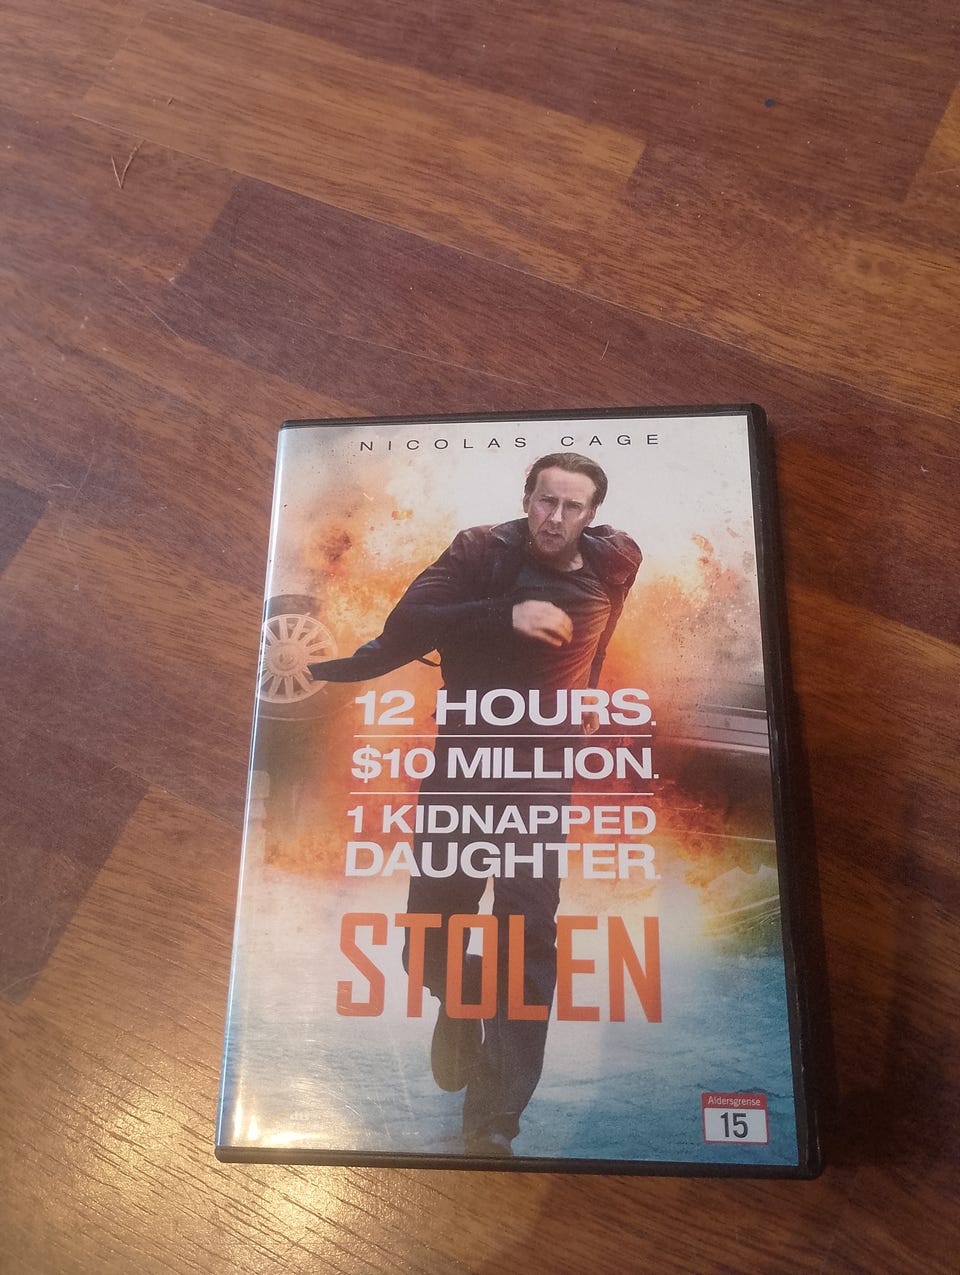 NICOLAS CAGE
12 HOURS.
$10 MILLION.
1 KIDNAPPED
DAUGHTER.
STOLEN
Aldersgrense
15